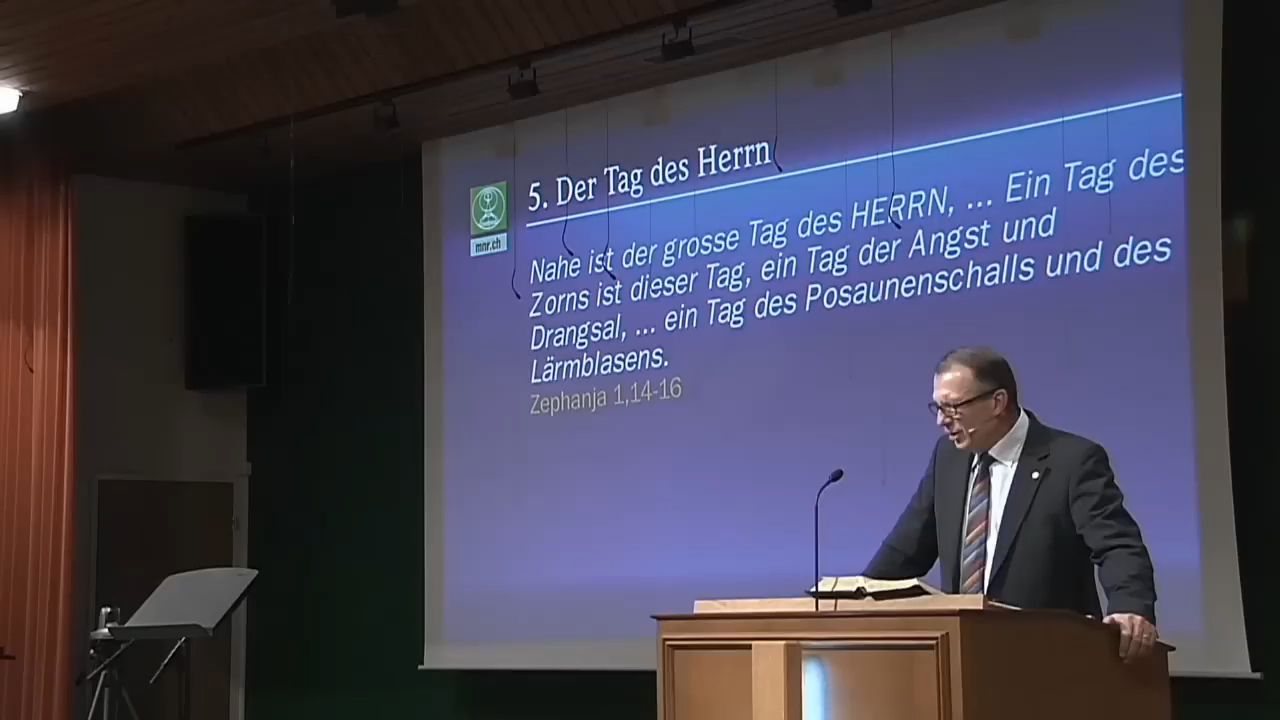 5. Der Tag des Herrn
mnr.ch
Nahe ist der grosse Tag des HERRN, ... Ein Tag des
Zorns ist dieser Tag, ein Tag der Angst und
Drangsal, ... ein Tag des Posaunenschalls und des
Lärmblasens.
Zephanja 1,14-16